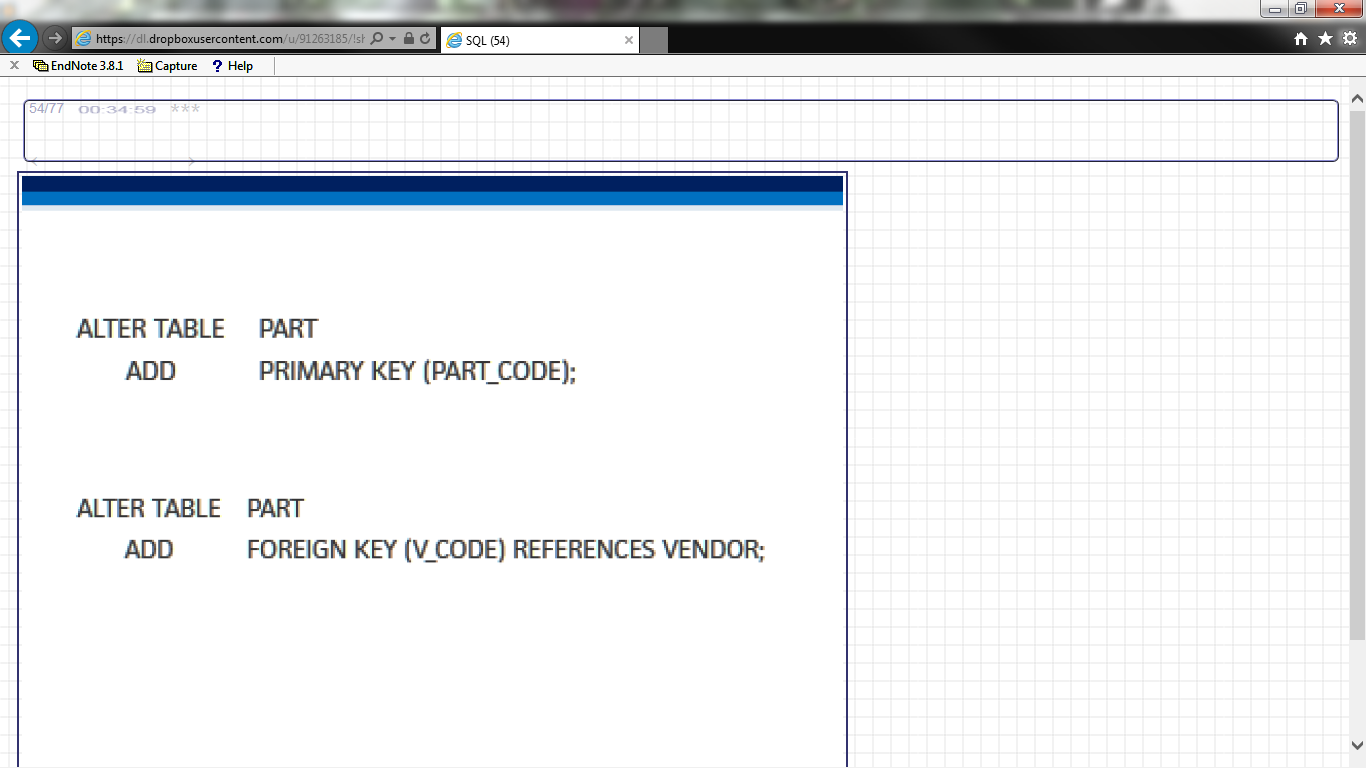 https://dl.dropboxusercontent.com/u/91263185/!sh
SQL (54)
x EndNote 3.8.1 Capture ? Help
54/77 00:34:59 ***
< >
ALTER TABLE PART
ADD PRIMARY KEY (PART_CODE);
ALTER TABLE PART
ADD FOREIGN KEY (V_CODE) REFERENCES VENDOR;